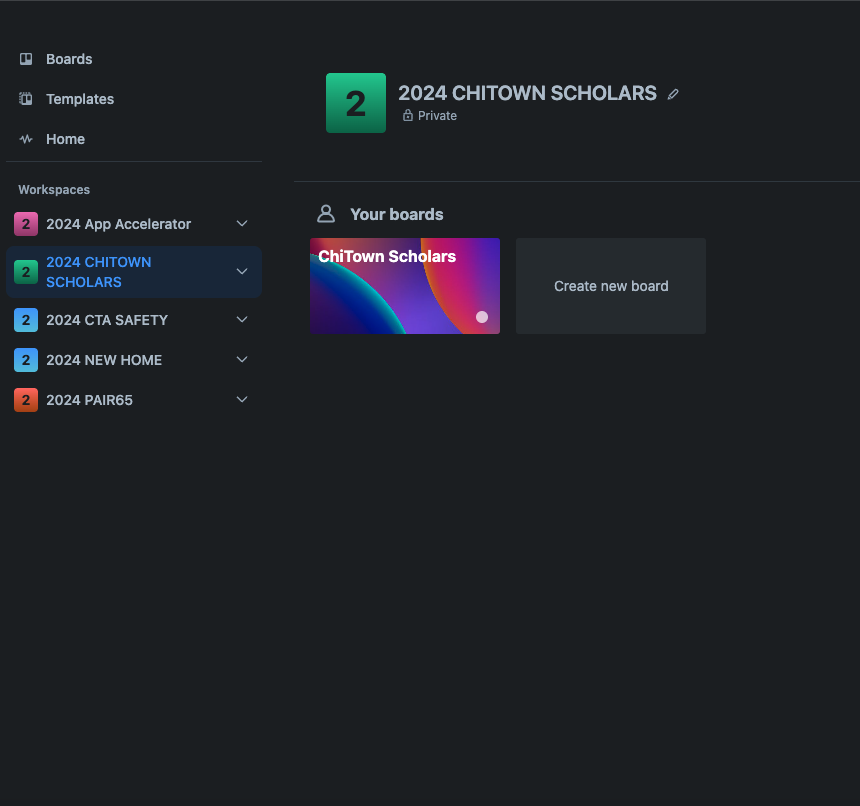 Boards
Templates
Home
Workspaces
2 2024 App Accelerator
2 2024 CHITOWN
SCHOLARS
2 2024 CTA SAFETY
2 2024 NEW HOME
2 2024 PAIR65
2
2024 CHITOWN SCHOLARS
Private
Your boards
ChiTown Scholars
Create new board